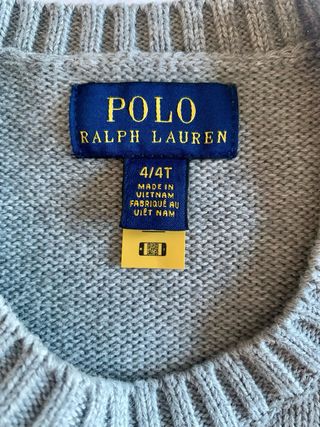 POLO
RALPH LAUREN
4/4T
MADE IN
VIETNAM
FABRIQUÉ AU
VIÊT NAM